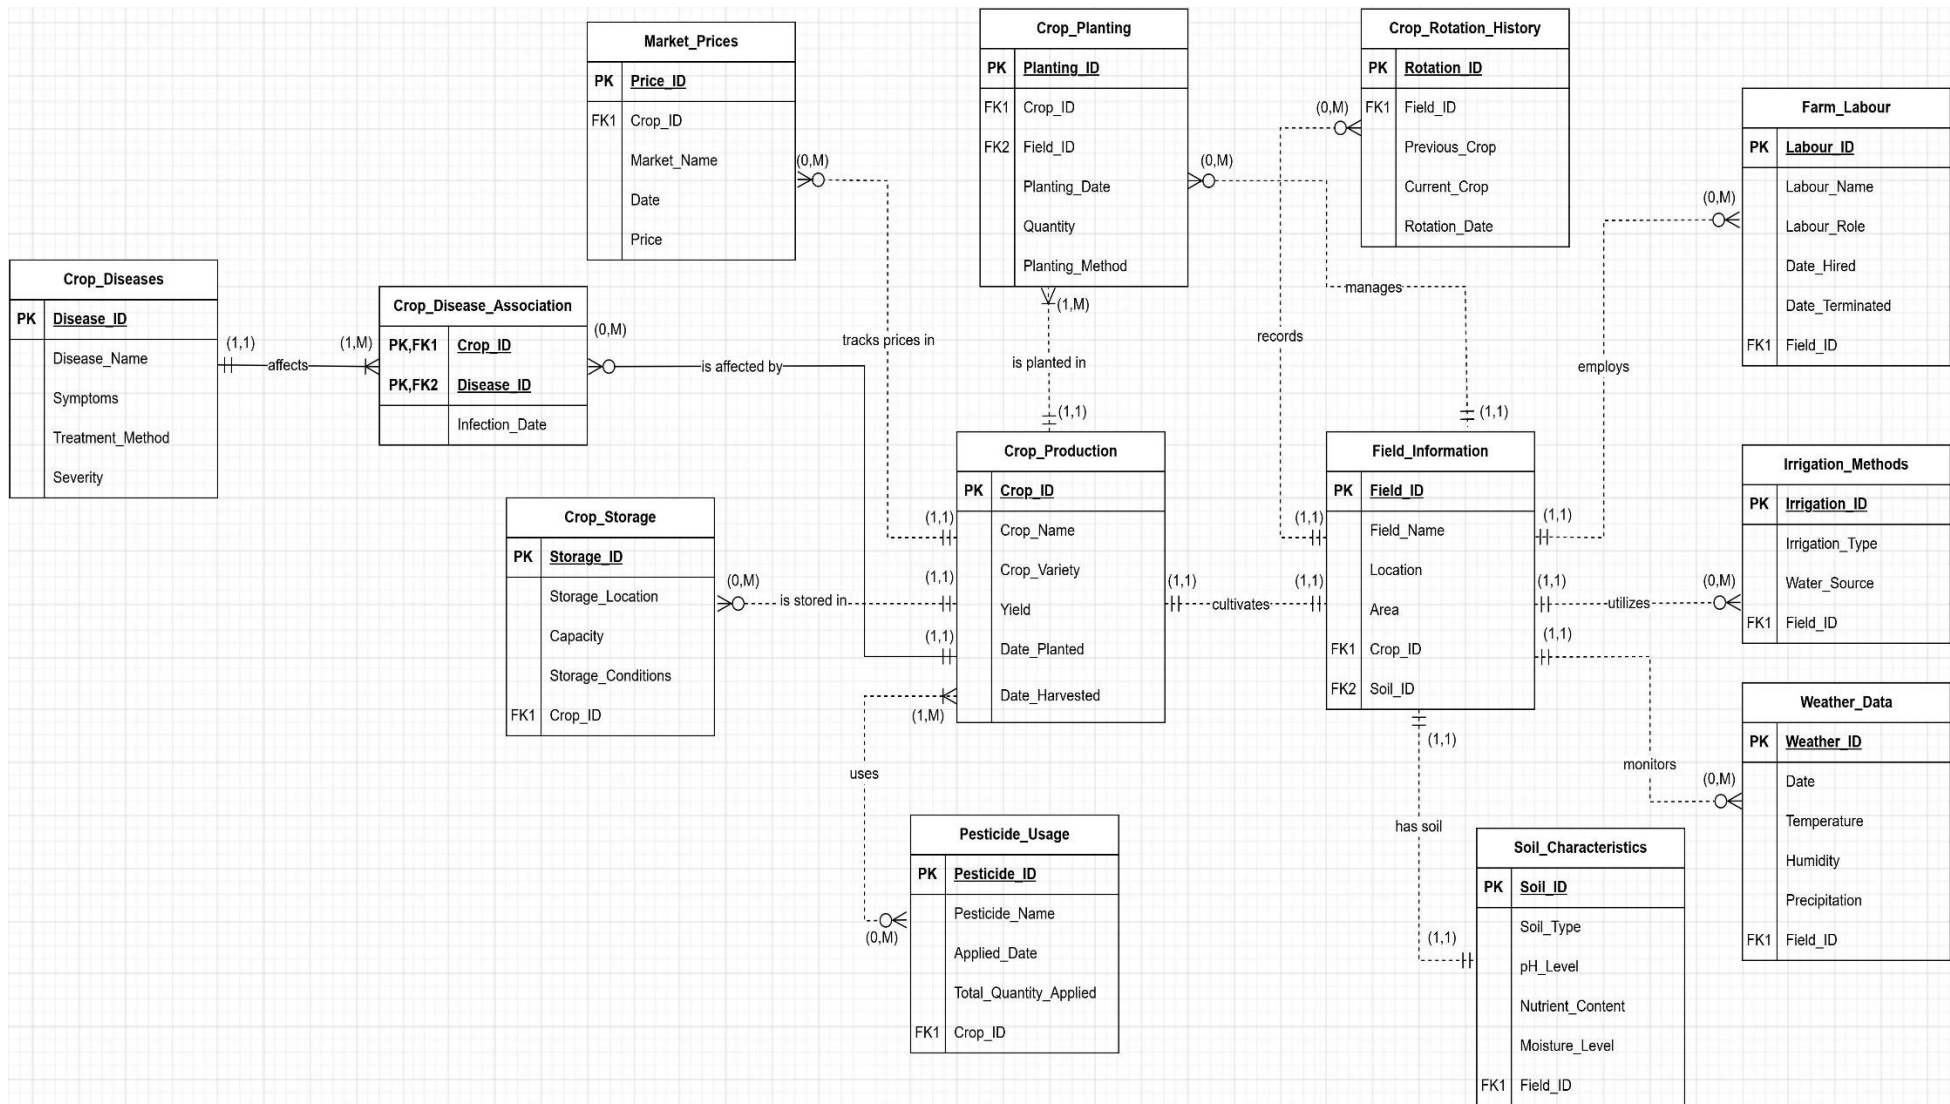 Market_Prices
PK Price_ID
FK1 Crop_ID
Market_Name
Date
Price
(0,M)
Crop_Planting
PK Planting_ID
FK1 Crop_ID
FK2 Field_ID
Planting_Date
Quantity
Planting_Method
(0,M)
(1,M)
Crop_Rotation_History
PK Rotation_ID
FK1 Field_ID
Previous_Crop
Current_Crop
Rotation_Date
(0,M)
Farm_Labour
PK Labour_ID
Labour_Name
Labour_Role
Date_Hired
Date_Terminated
FK1 Field_ID
(0,M)
Crop_Diseases
PK Disease_ID
Disease_Name
Symptoms
Treatment_Method
Severity
(1,1)
affects
(1,M)
Crop_Disease_Association
PK,FK1 Crop_ID
PK,FK2 Disease_ID
Infection_Date
(0,M)
is affected by
tracks prices in
is planted in
(1,1)
manages
records
employs
(1,1)
Crop_Storage
PK Storage_ID
Storage_Location
Capacity
Storage_Conditions
FK1 Crop_ID
(0,M)
is stored in
Crop_Production
PK Crop_ID
Crop_Name
Crop_Variety
Yield
Date_Planted
Date_Harvested
(1,1)
(1,1)
(1,1)
(1,M)
(1,1)
cultivates
(1,1)
(1,1)
Field_Information
PK Field_ID
Field_Name
Location
Area
FK1 Crop_ID
FK2 Soil_ID
(1,1)
(1,1)
(1,1)
(1,1)
utilizes
(0,M)
Irrigation_Methods
PK Irrigation_ID
Irrigation_Type
Water_Source
FK1 Field_ID
monitors
(0,M)
Weather_Data
PK Weather_ID
Date
Temperature
Humidity
Precipitation
FK1 Field_ID
uses
(0,M)
Pesticide_Usage
PK Pesticide_ID
Pesticide_Name
Applied_Date
Total_Quantity_Applied
FK1 Crop_ID
has soil
(1,1)
Soil_Characteristics
PK Soil_ID
Soil_Type
pH_Level
Nutrient_Content
Moisture_Level
FK1 Field_ID